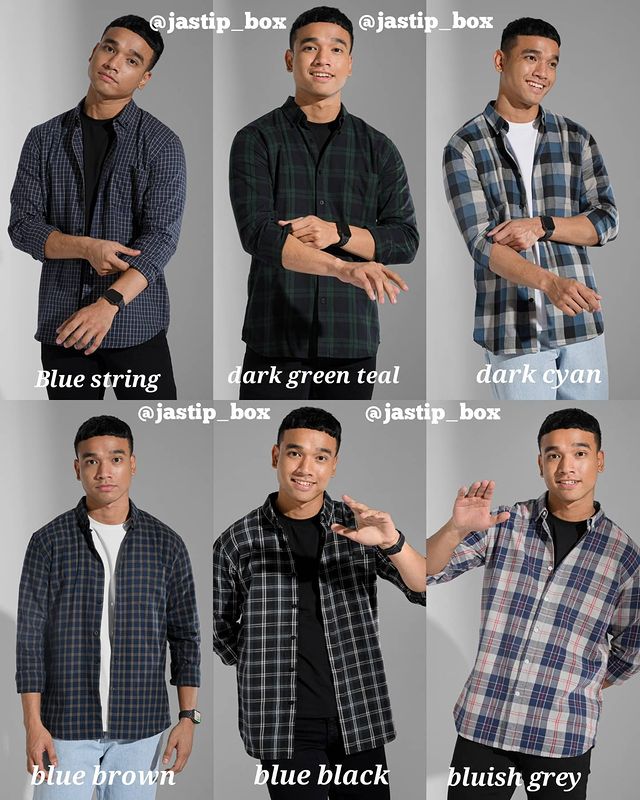 @jastip_box
@jastip_box
Blue string
dark green teal
dark cyan
@jastip_box
@jastip_box
blue brown
blue black
bluish grey